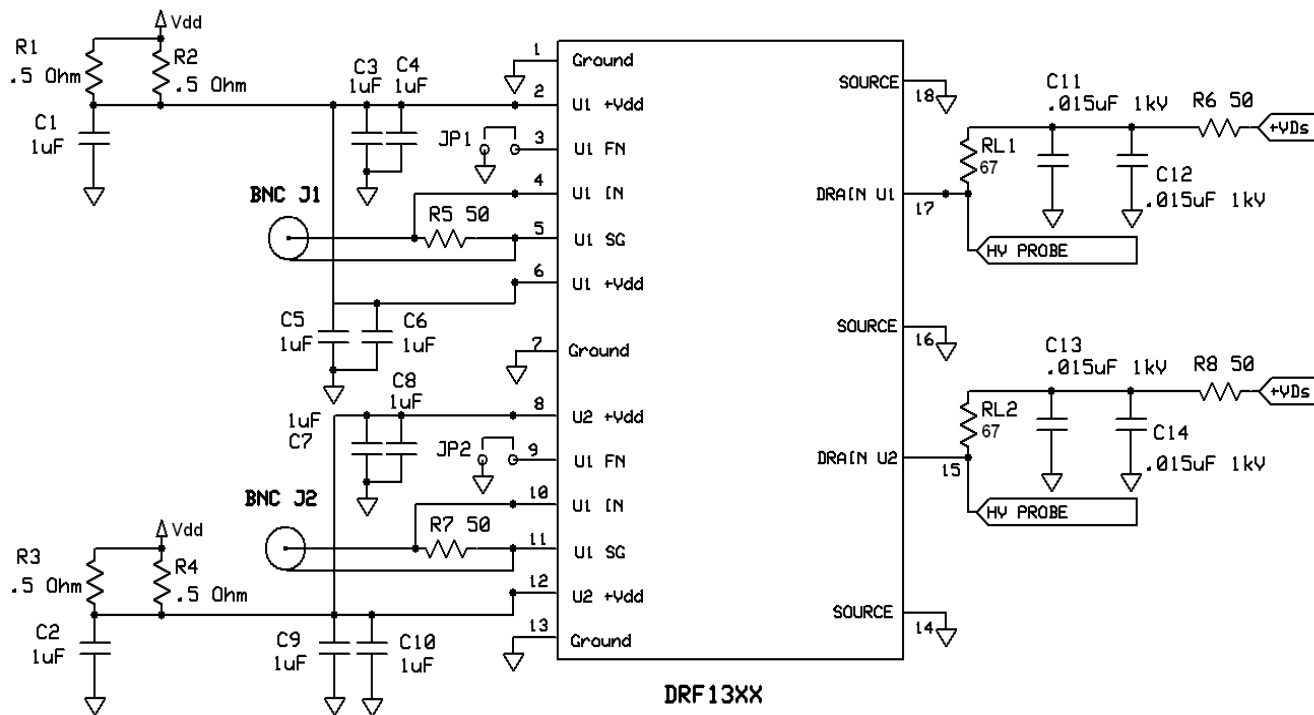 Vdd
R1
.5 Ohm
R2
.5 Ohm
C1
1uF
C3
1uF
C4
1uF
JP1
BNC J1
R5 50
C5
1uF
C6
1uF
1uF
C7
C8
1uF
JP2
BNC J2
R7 50
Vdd
R3
.5 Ohm
R4
.5 Ohm
C2
1uF
C9
1uF
C10
1uF
1 Ground
2 U1 +Vdd
3 U1 FN
4 U1 IN
5 U1 SG
6 U1 +Vdd
7 Ground
8 U2 +Vdd
9 U1 FN
10 U1 IN
11 U1 SG
12 U2 +Vdd
13 Ground
SOURCE 18
DRAIN U1 17
SOURCE 16
DRAIN U2 15
SOURCE 14
DRF13XX
C11
.015uF 1kV
R6 50
+VDs
RL1
67
C12
.015uF 1kV
HV PROBE
C13
.015uF 1kV
R8 50
+VDs
RL2
67
C14
.015uF 1kV
HV PROBE